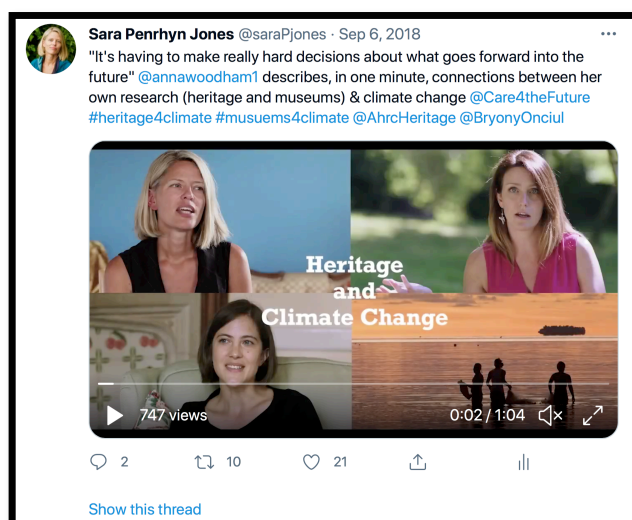 Sara Penrhyn Jones @saraPjones · Sep 6, 2018 ···
"It's having to make really hard decisions about what goes forward into the
future" @annawoodham1 describes, in one minute, connections between her
own research (heritage and museums) & climate change @Care4theFuture
#heritage4climate #musuems4climate @AhrcHeritage @BryonyOnciul
Heritage
and
Climate Change
747 views 0:02 / 1:04
2 10 21
Show this thread